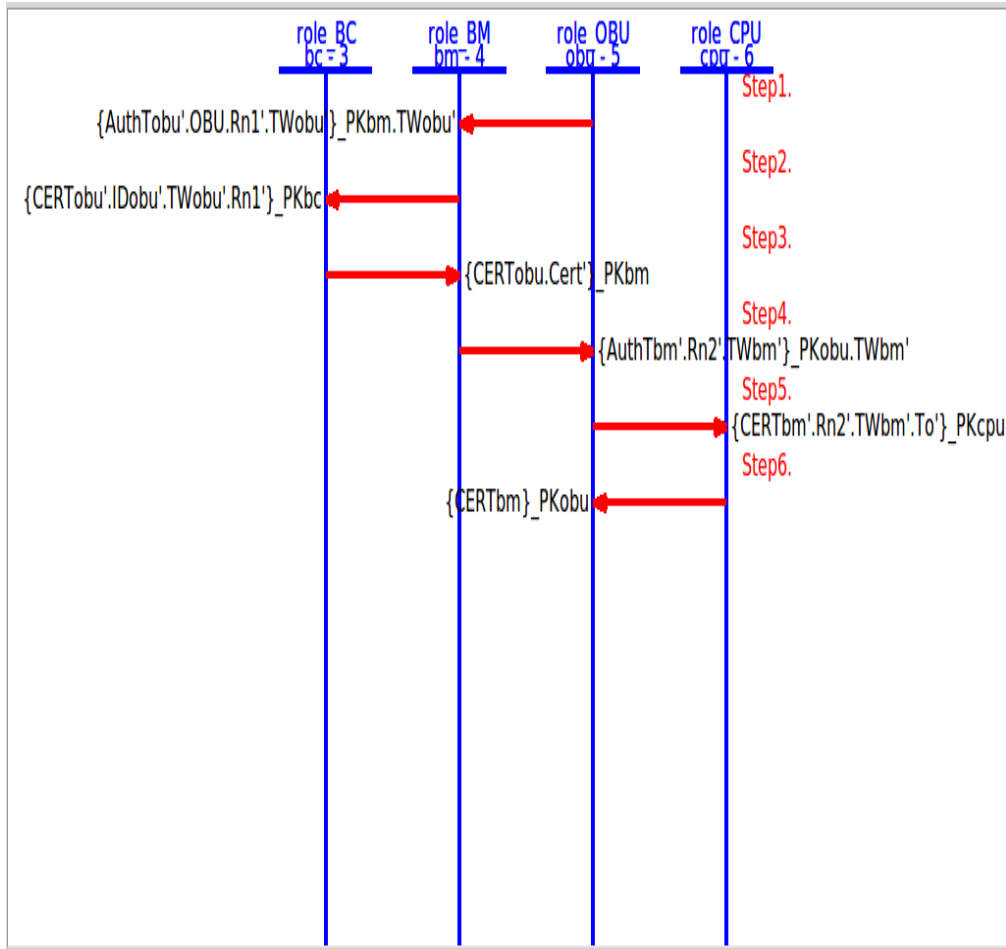 role_BC
bc - 3
role_BM
bm - 4
role_OBU
obu - 5
role_CPU
cpu - 6
Step1.
{AuthTobu'.OBU.Rn1'.TWobu'}_PKbm.TWobu'
Step2.
{CERTobu'.IDobu'.TWobu'.Rn1'}_PKbc
Step3.
{CERTobu.Cert'}_PKbm
Step4.
{AuthTbm'.Rn2'.TWbm'}_PKobu.TWbm'
Step5.
{CERTbm'.Rn2'.TWbm'.To'}_PKcpu
Step6.
{CERTbm}_PKobu